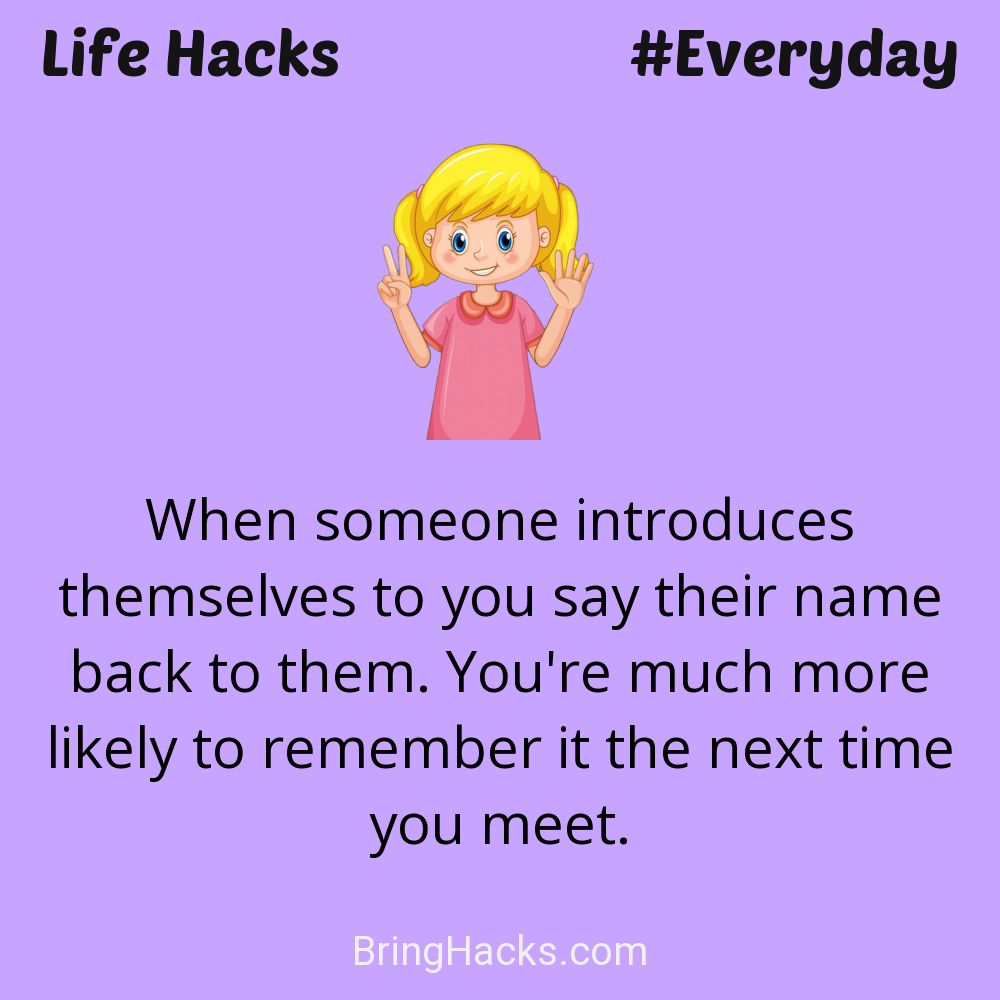 Life Hacks
#Everyday
When someone introduces
themselves to you say their name
back to them. You're much more
likely to remember it the next time
you meet.
BringHacks.com